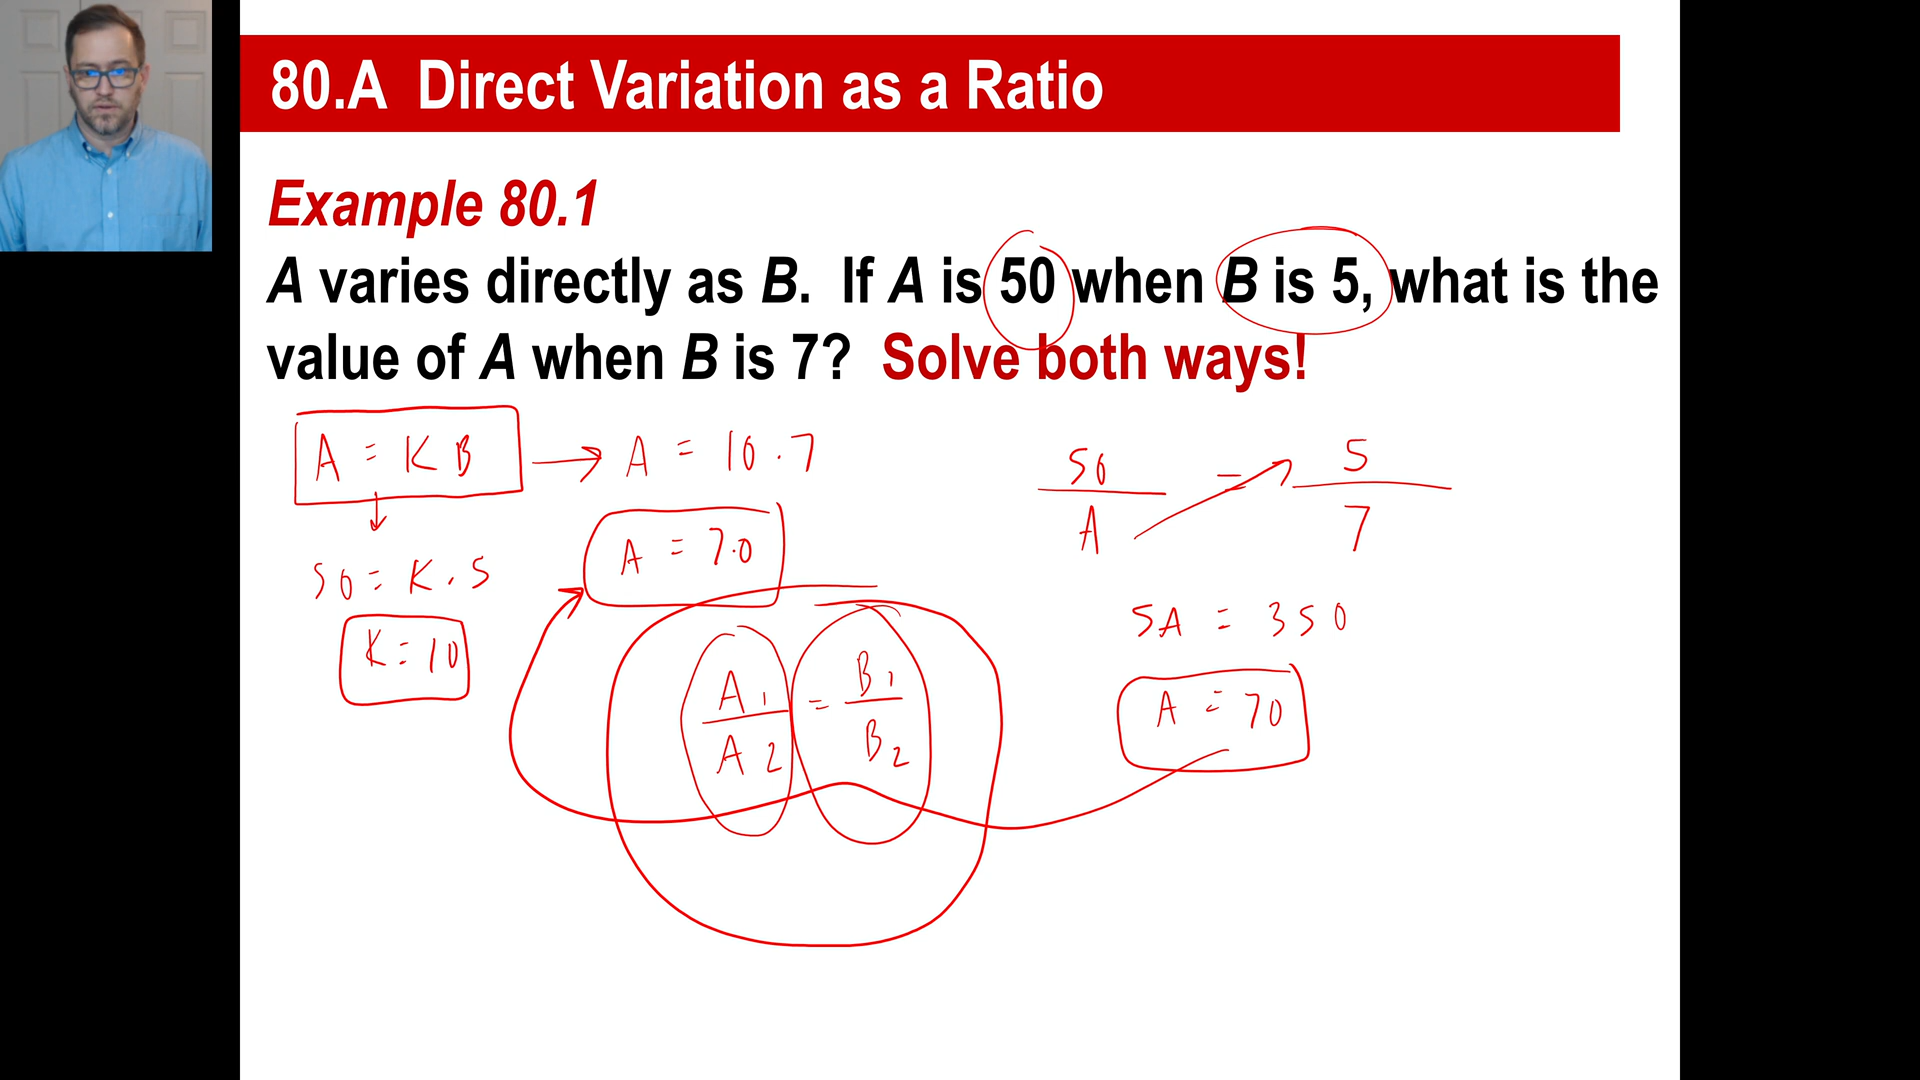 80.A Direct Variation as a Ratio
Example 80.1
A varies directly as B. If A is 50 when B is 5, what is the
value of A when B is 7? Solve both ways!
A = K B → A = 10 · 7
50 = K · 5
K = 10
A = 7.0
A1 / A2 = B1 / B2
50 / A = 5 / 7
5A = 350
A = 70